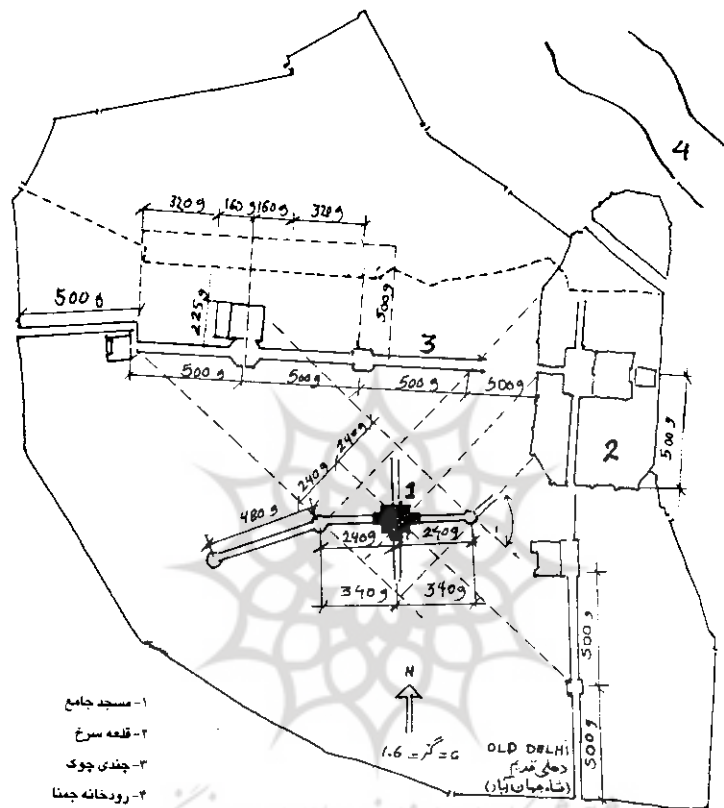 4
320 g
160 g
160 g
320 g
500 g
225 g
500 g
3
500 g
500 g
500 g
500 g
2
500 g
240 g
240 g
1
480 g
240 g
240 g
340 g
340 g
500 g
500 g
N
۱- مسجد جامع
۲- قلعه سرخ
۳- چندی چوک
۴- رودخانه جمنا
1.6 = گز = G
OLD DELHI
دهلی قدیم
(شاه جهان آباد)